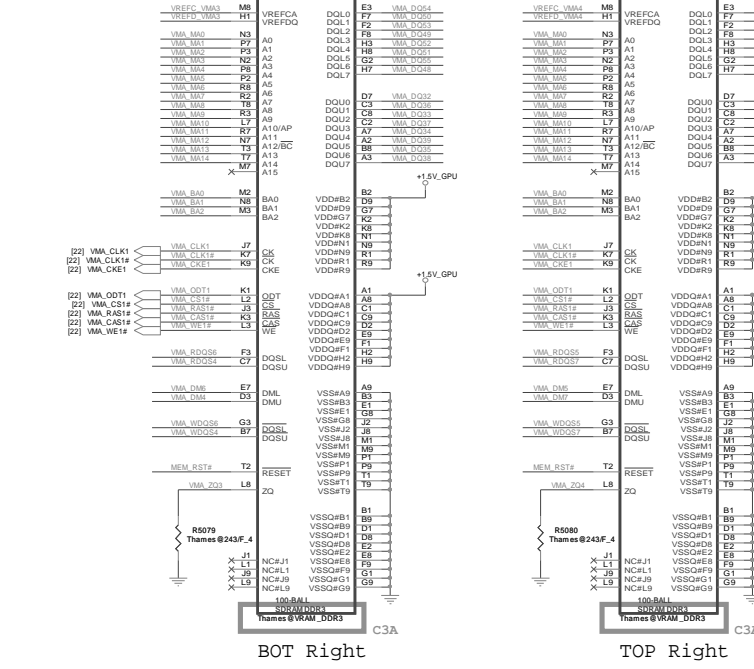 VREFC_VMA3 M8 VREFCA DQL0 E3 VMA_DQ54
VREFD_VMA3 H1 VREFDQ DQL1 F7 VMA_DQ50
DQL2 F2 VMA_DQ53
VMA_MA0 N3 A0 DQL3 F8 VMA_DQ49
VMA_MA1 P7 A1 DQL4 H3 VMA_DQ52
VMA_MA2 P3 A2 DQL5 H8 VMA_DQ51
VMA_MA3 N2 A3 DQL6 G2 VMA_DQ55
VMA_MA4 P8 A4 DQL7 H7 VMA_DQ48
VMA_MA5 P2 A5
VMA_MA6 R8 A6
VMA_MA7 R2 A7 DQU0 D7 VMA_DQ32
VMA_MA8 T8 A8 DQU1 C3 VMA_DQ36
VMA_MA9 R3 A9 DQU2 C8 VMA_DQ33
VMA_MA10 L7 A10/AP DQU3 C2 VMA_DQ37
VMA_MA11 R7 A11 DQU4 A7 VMA_DQ34
VMA_MA12 N7 A12/BC DQU5 A2 VMA_DQ39
VMA_MA13 T3 A13 DQU6 B8 VMA_DQ35
VMA_MA14 T7 A14 DQU7 A3 VMA_DQ38
M7 A15
+1.5V_GPU
VMA_BA0 M2 BA0 VDD#B2 B2
VMA_BA1 N8 BA1 VDD#D9 D9
VMA_BA2 M3 BA2 VDD#G7 G7
VDD#K2 K2
VDD#K8 K8
VDD#N1 N1
[22] VMA_CLK1 VMA_CLK1 J7 CK VDD#N9 N9
[22] VMA_CLK1# VMA_CLK1# K7 CK VDD#R1 R1
[22] VMA_CKE1 VMA_CKE1 K9 CKE VDD#R9 R9
+1.5V_GPU
[22] VMA_ODT1 VMA_ODT1 K1 ODT VDDQ#A1 A1
[22] VMA_CS1# VMA_CS1# L2 CS VDDQ#A8 A8
[22] VMA_RAS1# VMA_RAS1# J3 RAS VDDQ#C1 C1
[22] VMA_CAS1# VMA_CAS1# K3 CAS VDDQ#C9 C9
[22] VMA_WE1# VMA_WE1# L3 WE VDDQ#D2 D2
VDDQ#E9 E9
VDDQ#F1 F1
VMA_RDQS6 F3 DQSL VDDQ#H2 H2
VMA_RDQS4 C7 DQSU VDDQ#H9 H9
VMA_DM6 E7 DML VSS#A9 A9
VMA_DM4 D3 DMU VSS#B3 B3
VSS#E1 E1
VSS#G8 G8
VMA_WDQS6 G3 DQSL VSS#J2 J2
VMA_WDQS4 B7 DQSU VSS#J8 J8
VSS#M1 M1
VSS#M9 M9
VSS#P1 P1
MEM_RST# T2 RESET VSS#P9 P9
VSS#T1 T1
VMA_ZQ3 L8 ZQ VSS#T9 T9
VSSQ#B1 B1
VSSQ#B9 B9
R5079 VSSQ#D1 D1
Thames@243/F_4 VSSQ#D8 D8
VSSQ#E2 E2
J1 NC#J1 VSSQ#E8 E8
L1 NC#L1 VSSQ#F9 F9
J9 NC#J9 VSSQ#G1 G1
L9 NC#L9 VSSQ#G9 G9
100-BALL
SDRAM DDR3
Thames@VRAM_DDR3
C3A
BOT Right
VREFC_VMA4 M8 VREFCA DQL0 E3
VREFD_VMA4 H1 VREFDQ DQL1 F7
DQL2 F2
VMA_MA0 N3 A0 DQL3 F8
VMA_MA1 P7 A1 DQL4 H3
VMA_MA2 P3 A2 DQL5 H8
VMA_MA3 N2 A3 DQL6 G2
VMA_MA4 P8 A4 DQL7 H7
VMA_MA5 P2 A5
VMA_MA6 R8 A6
VMA_MA7 R2 A7 DQU0 D7
VMA_MA8 T8 A8 DQU1 C3
VMA_MA9 R3 A9 DQU2 C8
VMA_MA10 L7 A10/AP DQU3 C2
VMA_MA11 R7 A11 DQU4 A7
VMA_MA12 N7 A12/BC DQU5 A2
VMA_MA13 T3 A13 DQU6 B8
VMA_MA14 T7 A14 DQU7 A3
M7 A15
VMA_BA0 M2 BA0 VDD#B2 B2
VMA_BA1 N8 BA1 VDD#D9 D9
VMA_BA2 M3 BA2 VDD#G7 G7
VDD#K2 K2
VDD#K8 K8
VDD#N1 N1
VMA_CLK1 J7 CK VDD#N9 N9
VMA_CLK1# K7 CK VDD#R1 R1
VMA_CKE1 K9 CKE VDD#R9 R9
VMA_ODT1 K1 ODT VDDQ#A1 A1
VMA_CS1# L2 CS VDDQ#A8 A8
VMA_RAS1# J3 RAS VDDQ#C1 C1
VMA_CAS1# K3 CAS VDDQ#C9 C9
VMA_WE1# L3 WE VDDQ#D2 D2
VDDQ#E9 E9
VDDQ#F1 F1
VMA_RDQS5 F3 DQSL VDDQ#H2 H2
VMA_RDQS7 C7 DQSU VDDQ#H9 H9
VMA_DM5 E7 DML VSS#A9 A9
VMA_DM7 D3 DMU VSS#B3 B3
VSS#E1 E1
VSS#G8 G8
VMA_WDQS5 G3 DQSL VSS#J2 J2
VMA_WDQS7 B7 DQSU VSS#J8 J8
VSS#M1 M1
VSS#M9 M9
VSS#P1 P1
MEM_RST# T2 RESET VSS#P9 P9
VSS#T1 T1
VMA_ZQ4 L8 ZQ VSS#T9 T9
VSSQ#B1 B1
VSSQ#B9 B9
R5080 VSSQ#D1 D1
Thames@243/F_4 VSSQ#D8 D8
VSSQ#E2 E2
J1 NC#J1 VSSQ#E8 E8
L1 NC#L1 VSSQ#F9 F9
J9 NC#J9 VSSQ#G1 G1
L9 NC#L9 VSSQ#G9 G9
100-BALL
SDRAM DDR3
Thames@VRAM_DDR3
TOP Right